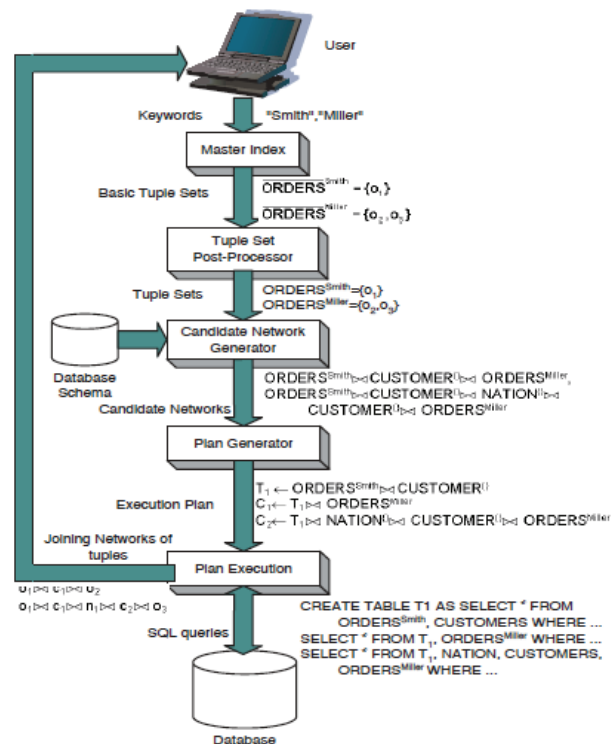 User
Keywords
"Smith","Miller"
Master Index
Basic Tuple Sets
ORDERS^Smith = {o₁}
ORDERS^Miller = {o₂,o₃}
Tuple Set
Post-Processor
Tuple Sets
ORDERS^Smith={o₁}
ORDERS^Miller={o₂,o₃}
Candidate Network
Generator
Database
Schema
ORDERS^Smith⋈CUSTOMER^{}⋈ ORDERS^Miller,
ORDERS^Smith⋈CUSTOMER^{}⋈ NATION^{}⋈
CUSTOMER^{}⋈ ORDERS^Miller
Candidate Networks
Plan Generator
Execution Plan
T₁ ← ORDERS^Smith⋈CUSTOMER^{}
C₁← T₁⋈ ORDERS^Miller
C₂← T₁⋈ NATION^{}⋈ CUSTOMER^{}⋈ ORDERS^Miller
Joining Networks of
tuples
Plan Execution
o₁⋈ c₁⋈ o₂
o₁⋈ c₁⋈ n₁⋈ c₂⋈ o₃
SQL queries
CREATE TABLE T1 AS SELECT * FROM
ORDERS^Smith, CUSTOMERS WHERE ...
SELECT * FROM T₁, ORDERS^Miller WHERE ...
SELECT * FROM T₁, NATION, CUSTOMERS,
ORDERS^Miller WHERE ...
Database